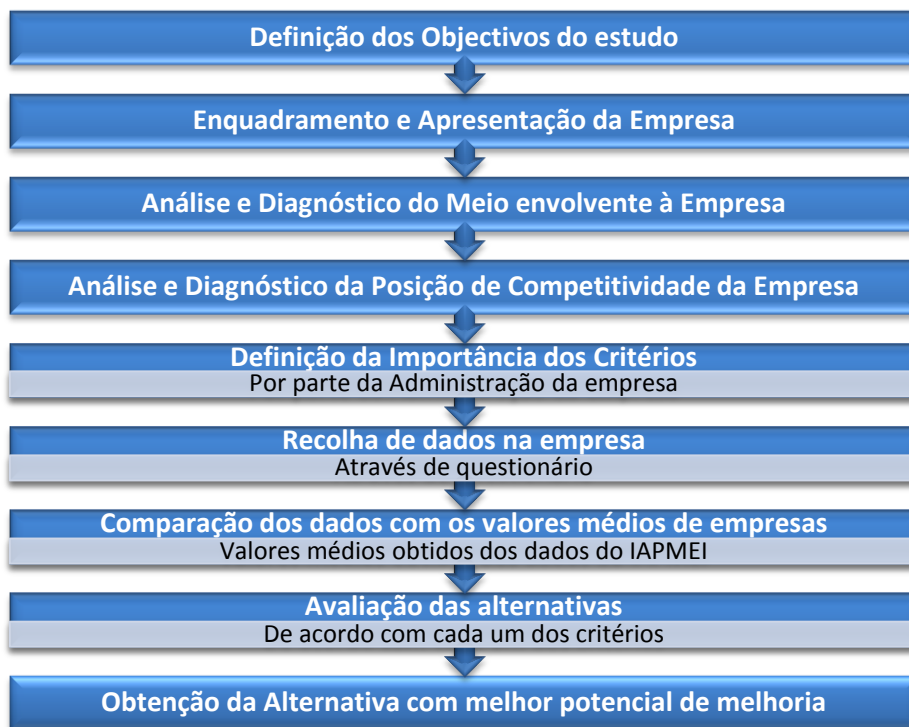 Definição dos Objectivos do estudo
Enquadramento e Apresentação da Empresa
Análise e Diagnóstico do Meio envolvente à Empresa
Análise e Diagnóstico da Posição de Competitividade da Empresa
Definição da Importância dos Critérios
Por parte da Administração da empresa
Recolha de dados na empresa
Através de questionário
Comparação dos dados com os valores médios de empresas
Valores médios obtidos dos dados do IAPMEI
Avaliação das alternativas
De acordo com cada um dos critérios
Obtenção da Alternativa com melhor potencial de melhoria